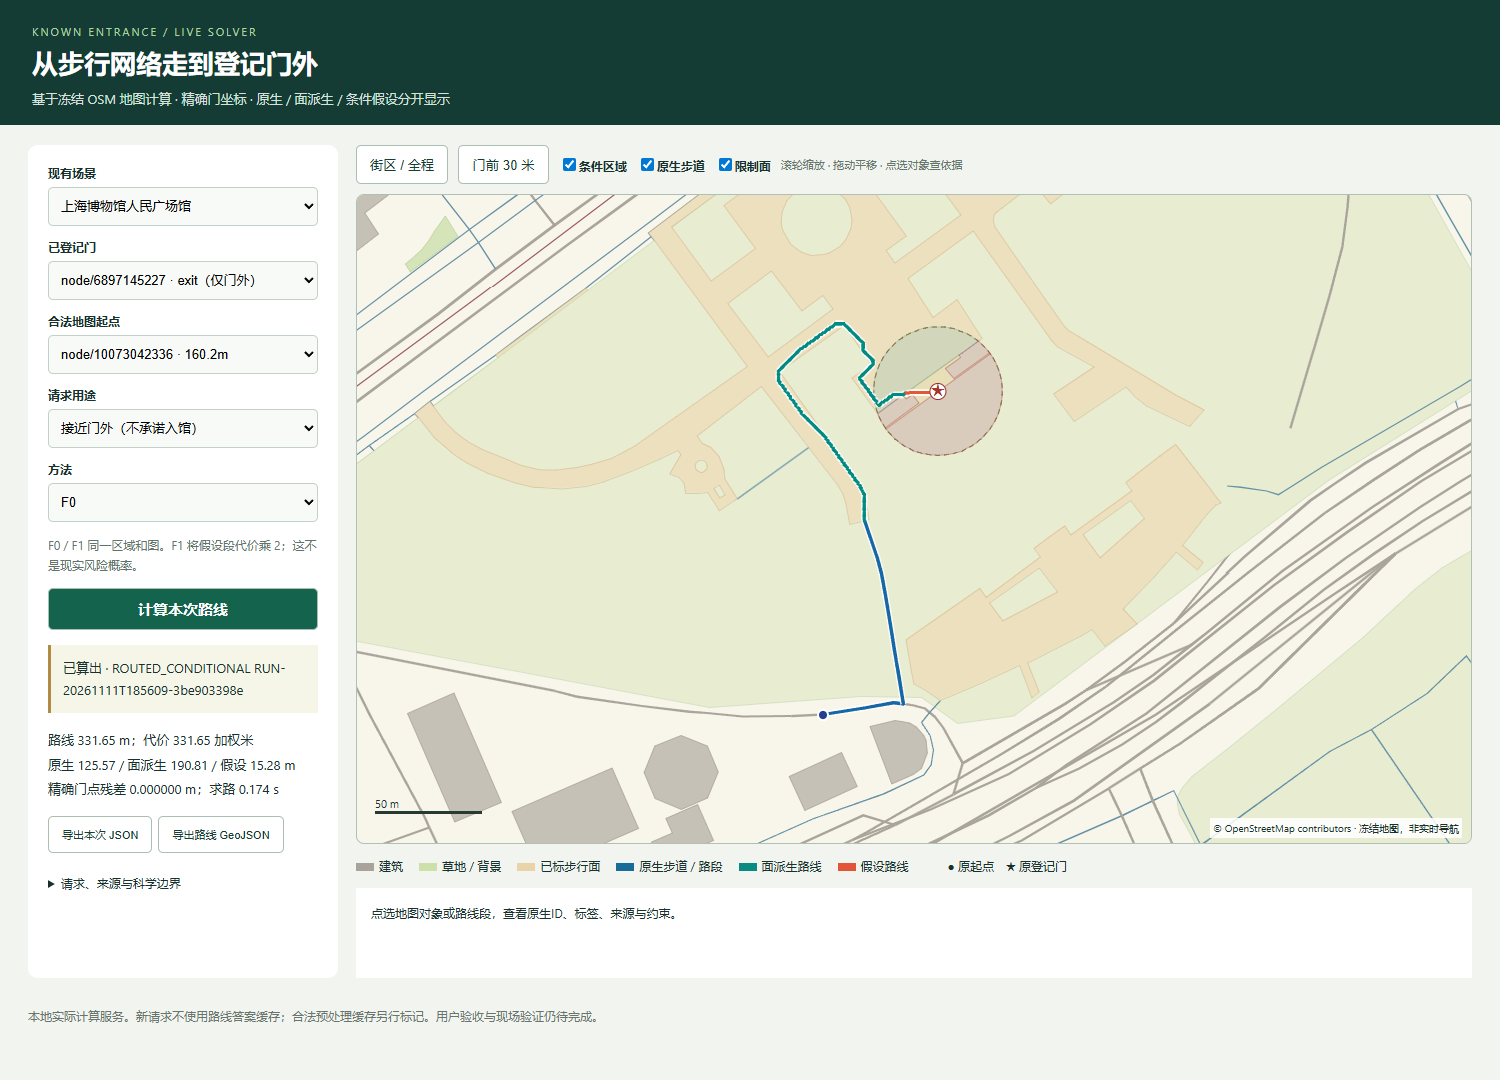 KNOWN ENTRANCE / LIVE SOLVER
从步行网络走到登记门外
基于冻结 OSM 地图计算 · 精确门坐标 · 原生 / 面派生 / 条件假设分开显示
现有场景
上海博物馆人民广场馆
已登记门
node/6897145227 · exit（仅门外）
合法地图起点
node/10073042336 · 160.2m
请求用途
接近门外（不承诺入馆）
方法
F0
F0 / F1 同一区域和图。F1 将假设段代价乘 2；这不
是现实风险概率。
计算本次路线
已算出 · ROUTED_CONDITIONAL RUN-
20261111T185609-3be903398e
路线 331.65 m；代价 331.65 加权米
原生 125.57 / 面派生 190.81 / 假设 15.28 m
精确门点残差 0.000000 m；求路 0.174 s
导出本次 JSON
导出路线 GeoJSON
▶ 请求、来源与科学边界
街区 / 全程
门前 30 米
条件区域
原生步道
限制面
滚轮缩放 · 拖动平移 · 点选对象查依据
50 m
© OpenStreetMap contributors · 冻结地图，非实时导航
建筑
草地 / 背景
已标步行面
原生步道 / 路段
面派生路线
假设路线
● 原起点
★ 原登记门
点选地图对象或路线段，查看原生ID、标签、来源与约束。
本地实际计算服务。新请求不使用路线答案缓存；合法预处理缓存另行标记。用户验收与现场验证仍待完成。